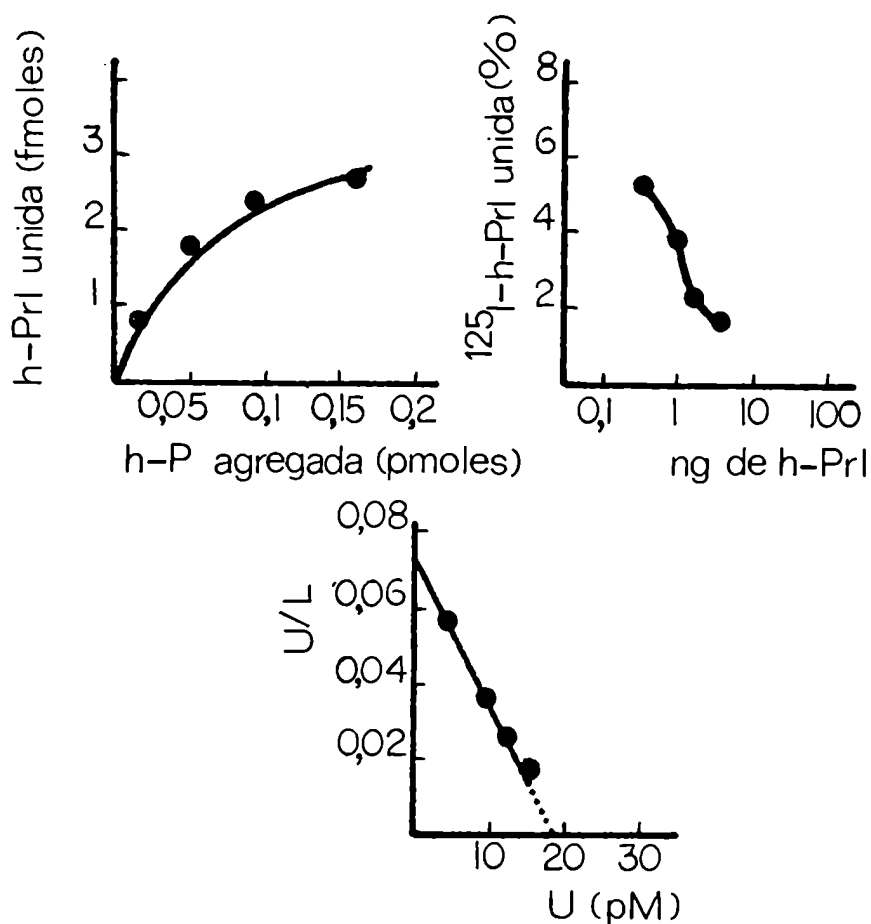 h-Prl unida (fmoles)
3
2
1
0,05 0,1 0,15 0,2
h-P agregada (pmoles)
125I-h-Prl unida (%)
8
6
4
2
0,1 1 10 100
ng de h-Prl
U/L
0,08
0,06
0,04
0,02
10 20 30
U (pM)